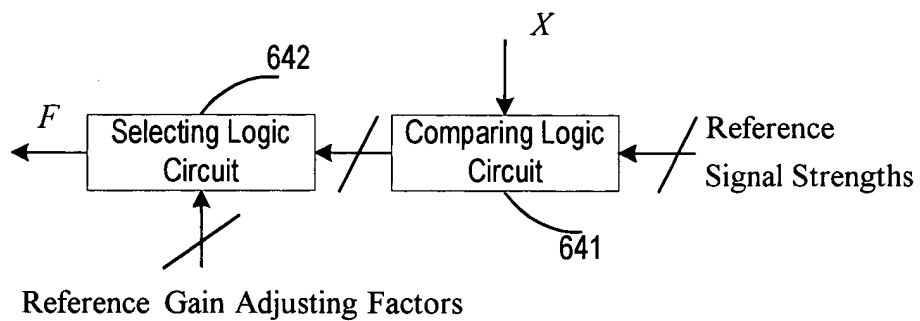 X
642
F
Selecting Logic
Circuit
Comparing Logic
Circuit
Reference
Signal Strengths
641
Reference Gain Adjusting Factors